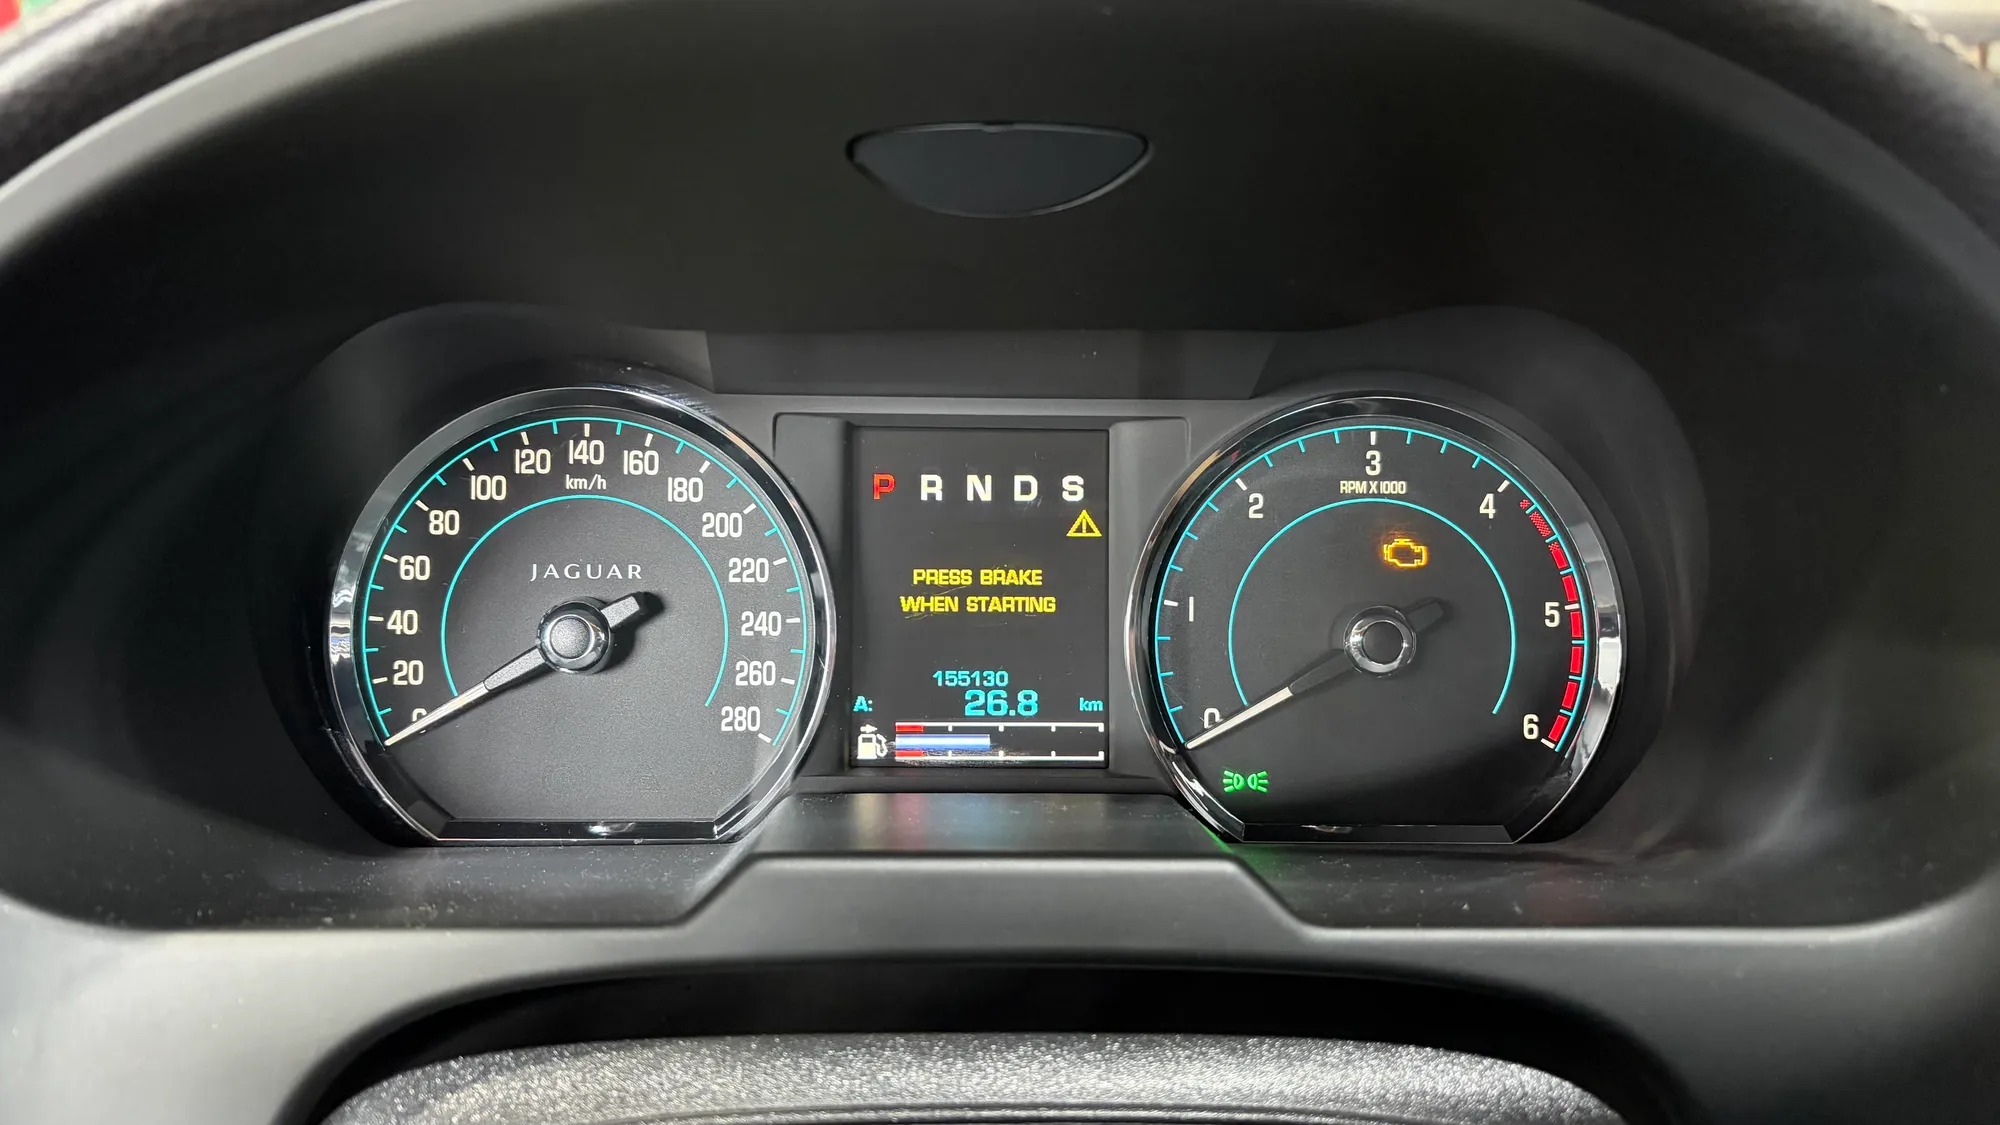 0 20 40 60 80 100 120 140 160 180 200 220 240 260 280
km/h
JAGUAR
P R N D S
PRESS BRAKE
WHEN STARTING
155130
A: 26.8 km
0 1 2 3 4 5 6
RPM X 1000